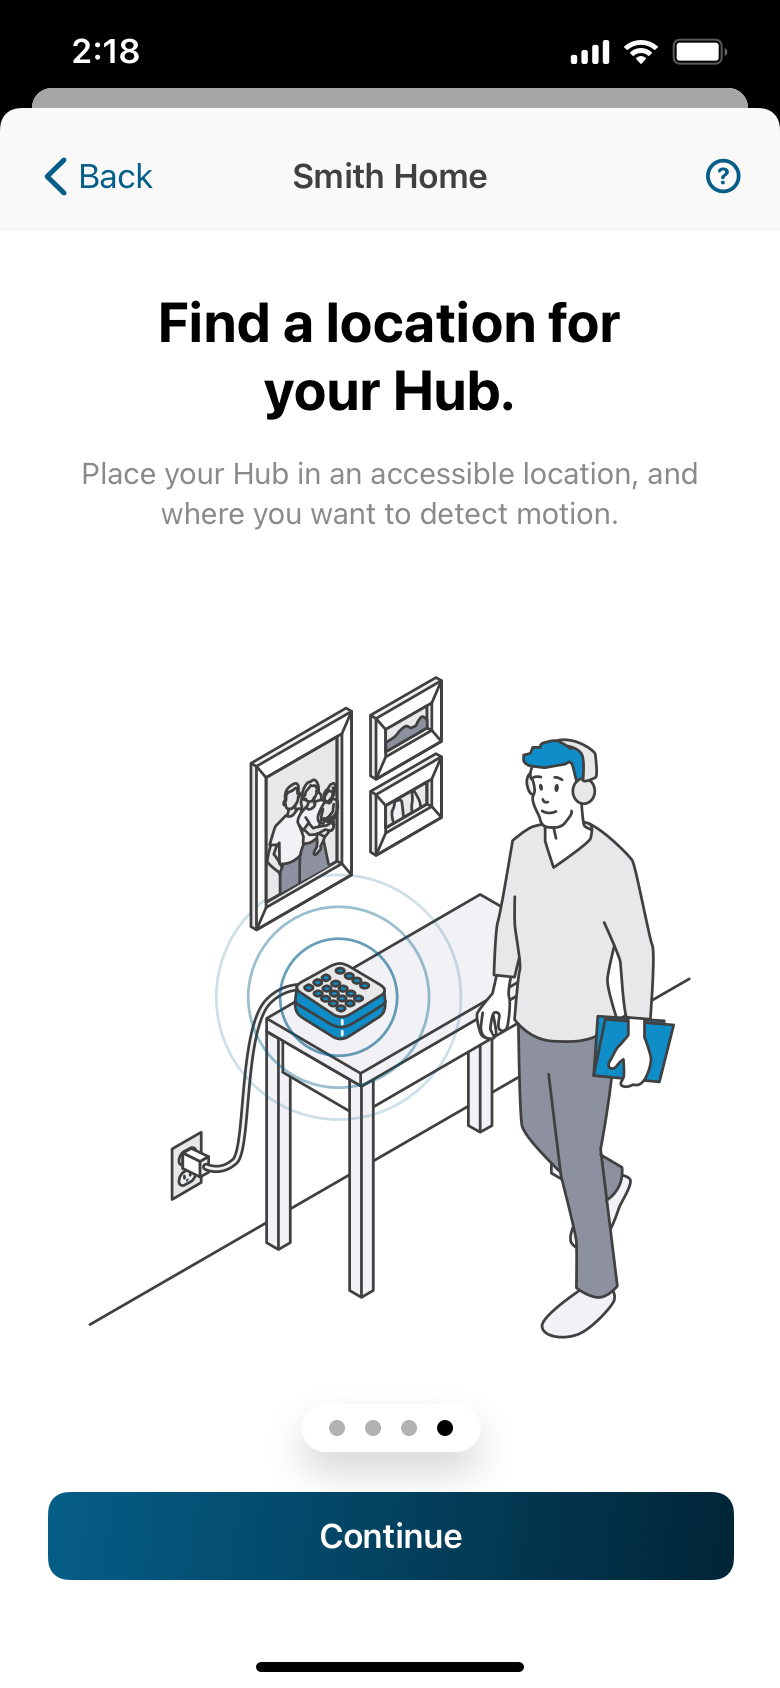 2:18
Back
Smith Home
?
Find a location for
your Hub.
Place your Hub in an accessible location, and
where you want to detect motion.
Continue